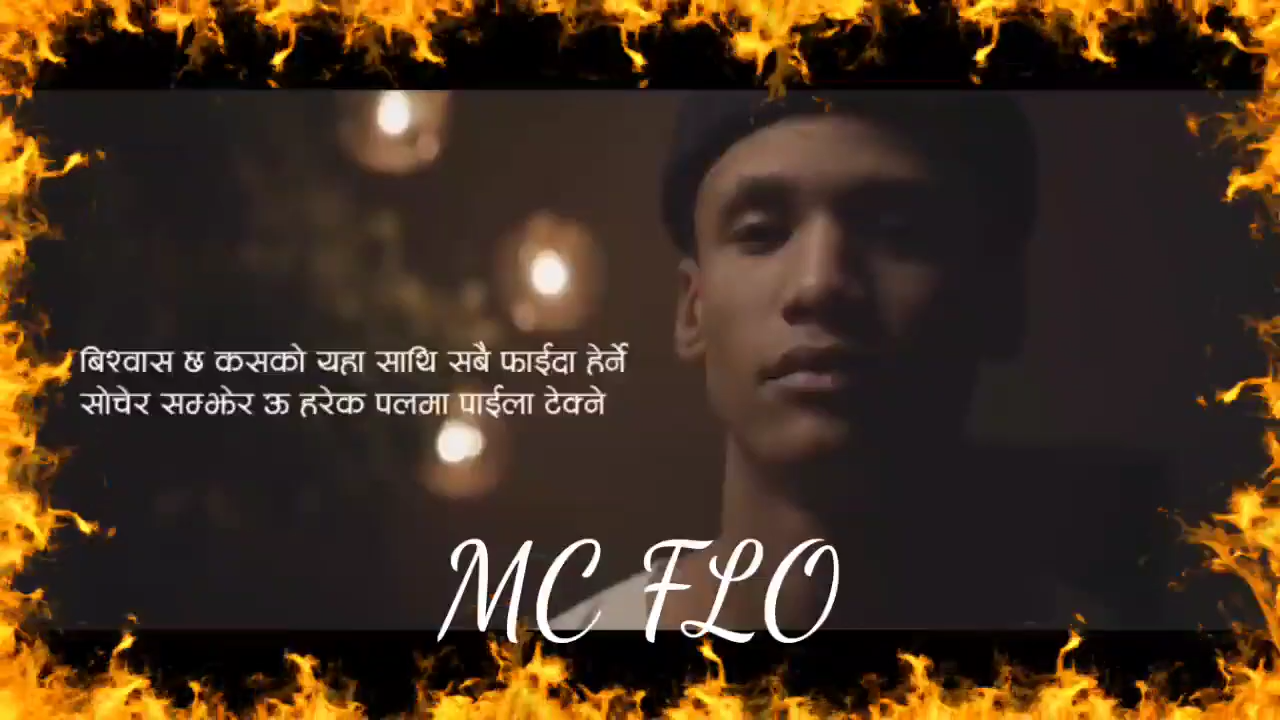 बिश्वास छ कसको यहा साथि सबै फाईदा हेर्ने
सोचेर सम्झेर ऊ हरेक पलमा पाईला टेक्ने
MC FLO